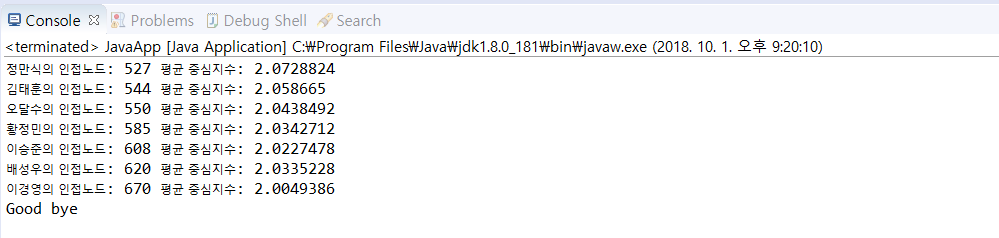 Console Problems Debug Shell Search
<terminated> JavaApp [Java Application] C:₩Program Files₩Java₩jdk1.8.0_181₩bin₩javaw.exe (2018. 10. 1. 오후 9:20:10)
정만식의 인접노드: 527 평균 중심지수: 2.0728824
김태훈의 인접노드: 544 평균 중심지수: 2.058665
오달수의 인접노드: 550 평균 중심지수: 2.0438492
황정민의 인접노드: 585 평균 중심지수: 2.0342712
이승준의 인접노드: 608 평균 중심지수: 2.0227478
배성우의 인접노드: 620 평균 중심지수: 2.0335228
이경영의 인접노드: 670 평균 중심지수: 2.0049386
Good bye